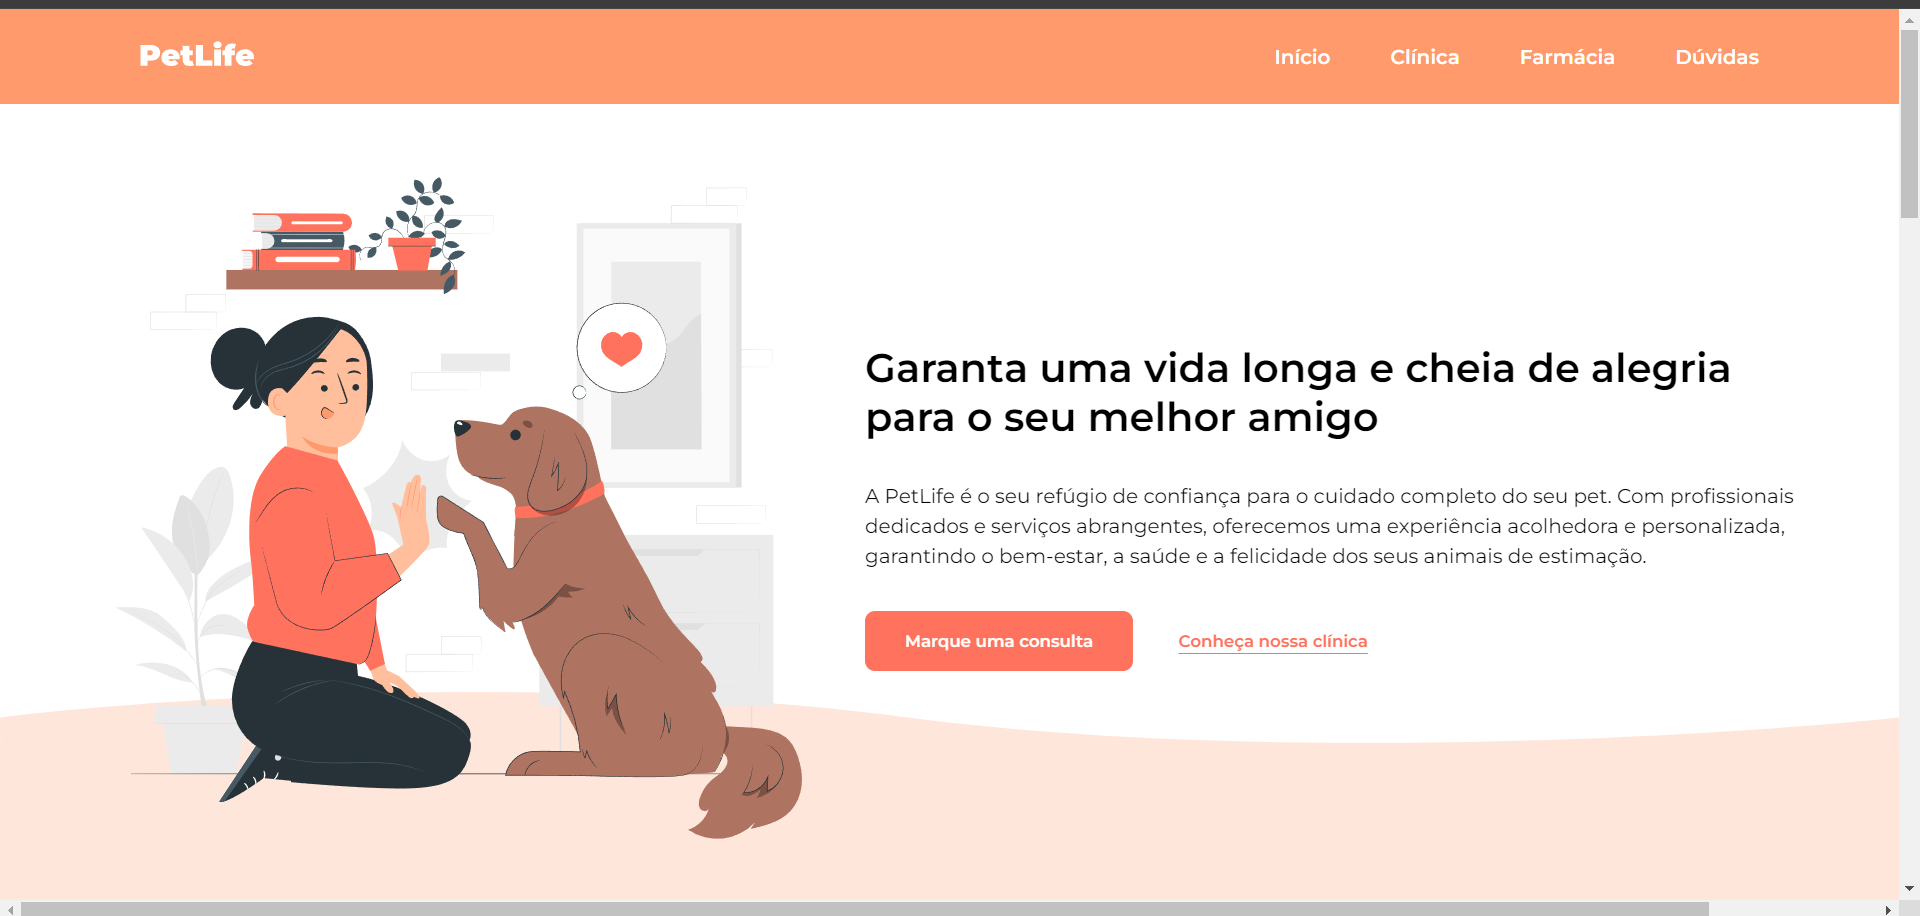 PetLife
Início Clínica Farmácia Dúvidas
Garanta uma vida longa e cheia de alegria
para o seu melhor amigo
A PetLife é o seu refúgio de confiança para o cuidado completo do seu pet. Com profissionais
dedicados e serviços abrangentes, oferecemos uma experiência acolhedora e personalizada,
garantindo o bem-estar, a saúde e a felicidade dos seus animais de estimação.
Marque uma consulta
Conheça nossa clínica